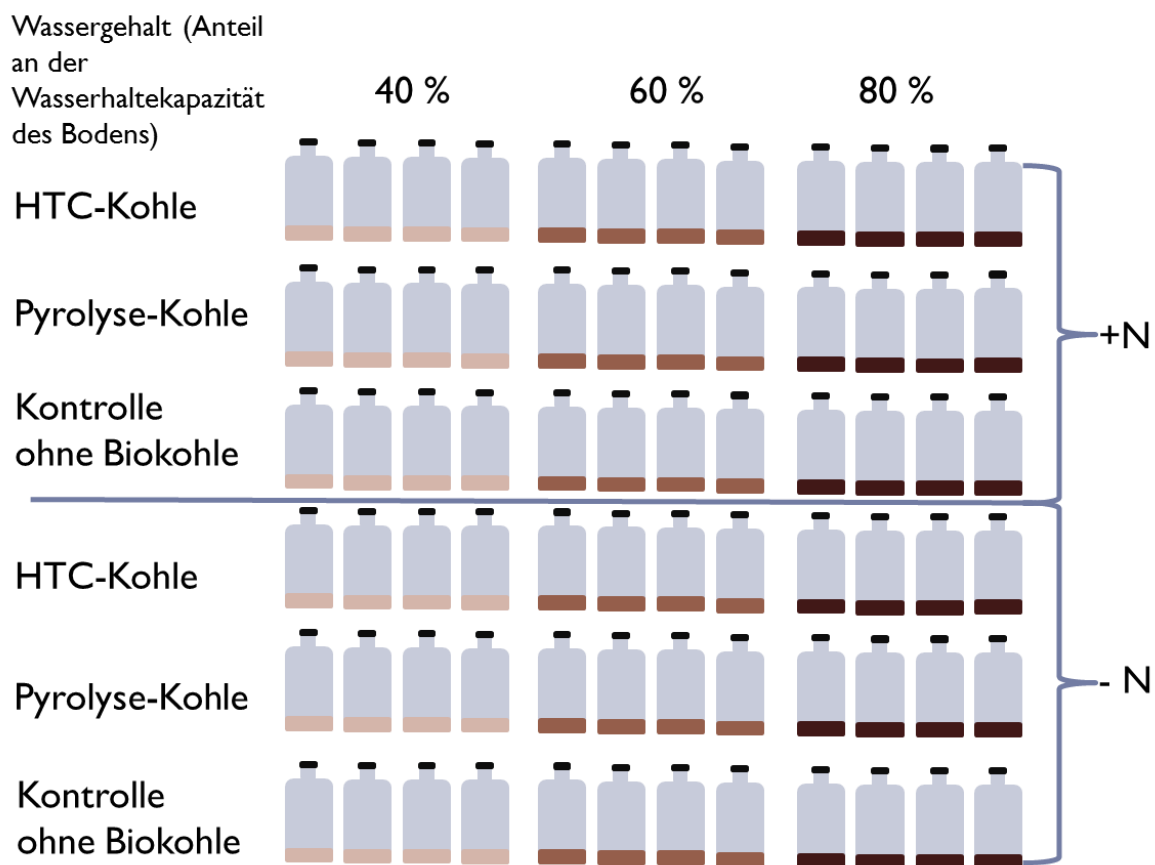 Wassergehalt (Anteil
an der
Wasserhaltekapazität
des Bodens)
40 %
60 %
80 %
HTC-Kohle
Pyrolyse-Kohle
Kontrolle
ohne Biokohle
+N
HTC-Kohle
Pyrolyse-Kohle
Kontrolle
ohne Biokohle
- N